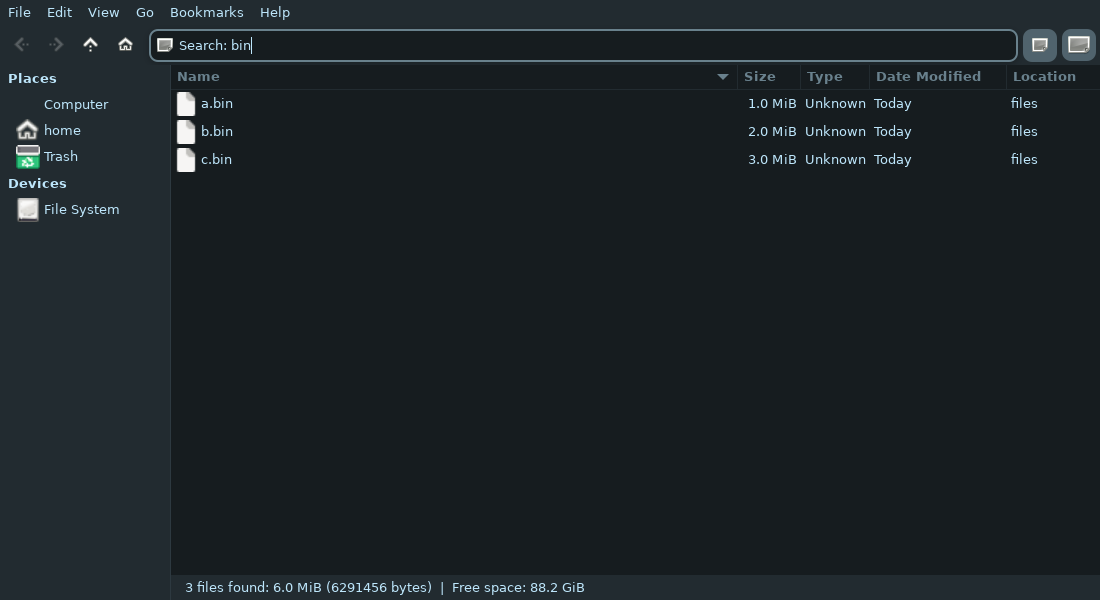 File Edit View Go Bookmarks Help
Search: bin
Places
Computer
home
Trash
Devices
File System
Name Size Type Date Modified Location
a.bin 1.0 MiB Unknown Today files
b.bin 2.0 MiB Unknown Today files
c.bin 3.0 MiB Unknown Today files
3 files found: 6.0 MiB (6291456 bytes) | Free space: 88.2 GiB